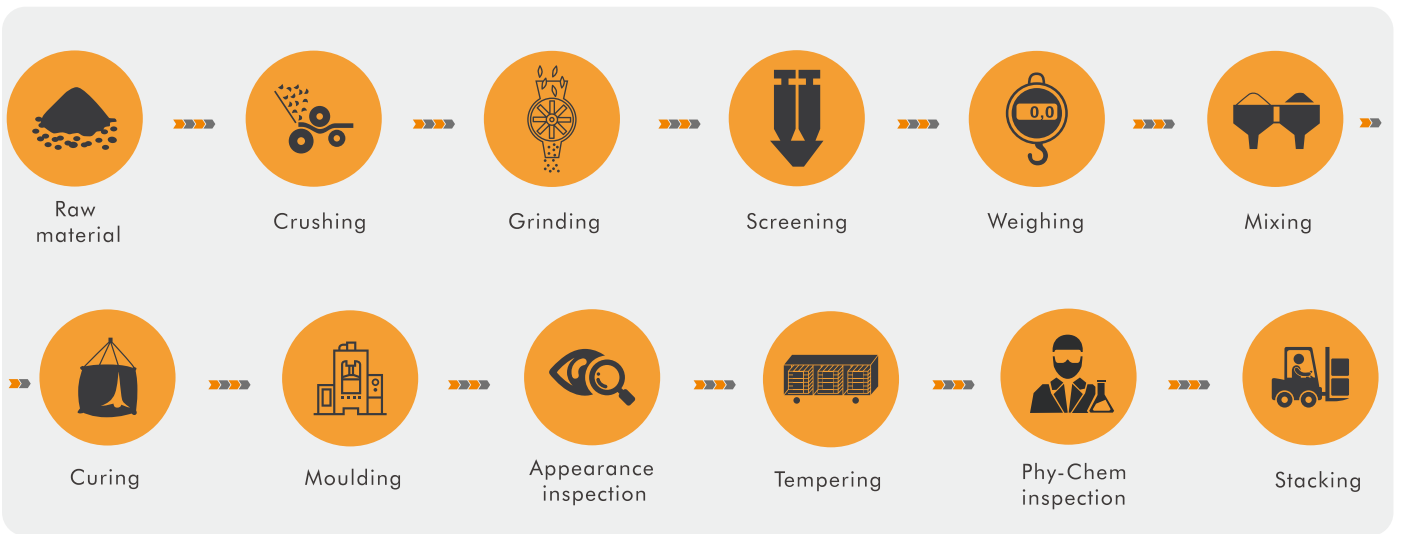 0,0
Raw
material
Crushing
Grinding
Screening
Weighing
Mixing
Curing
Moulding
Appearance
inspection
Tempering
Phy-Chem
inspection
Stacking